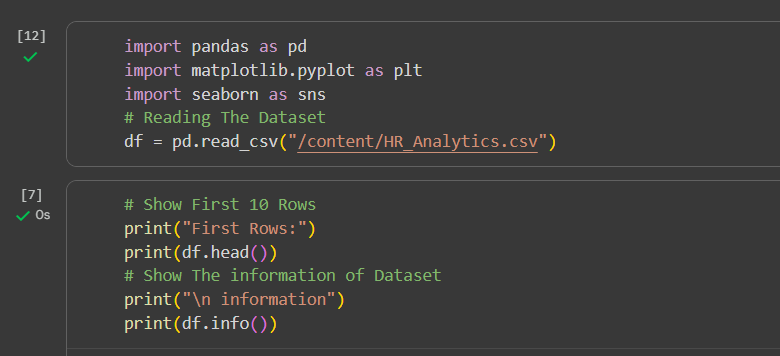 [12]
import pandas as pd
import matplotlib.pyplot as plt
import seaborn as sns
# Reading The Dataset
df = pd.read_csv("/content/HR_Analytics.csv")
[7]
0s
# Show First 10 Rows
print("First Rows:")
print(df.head())
# Show The information of Dataset
print("\n information")
print(df.info())